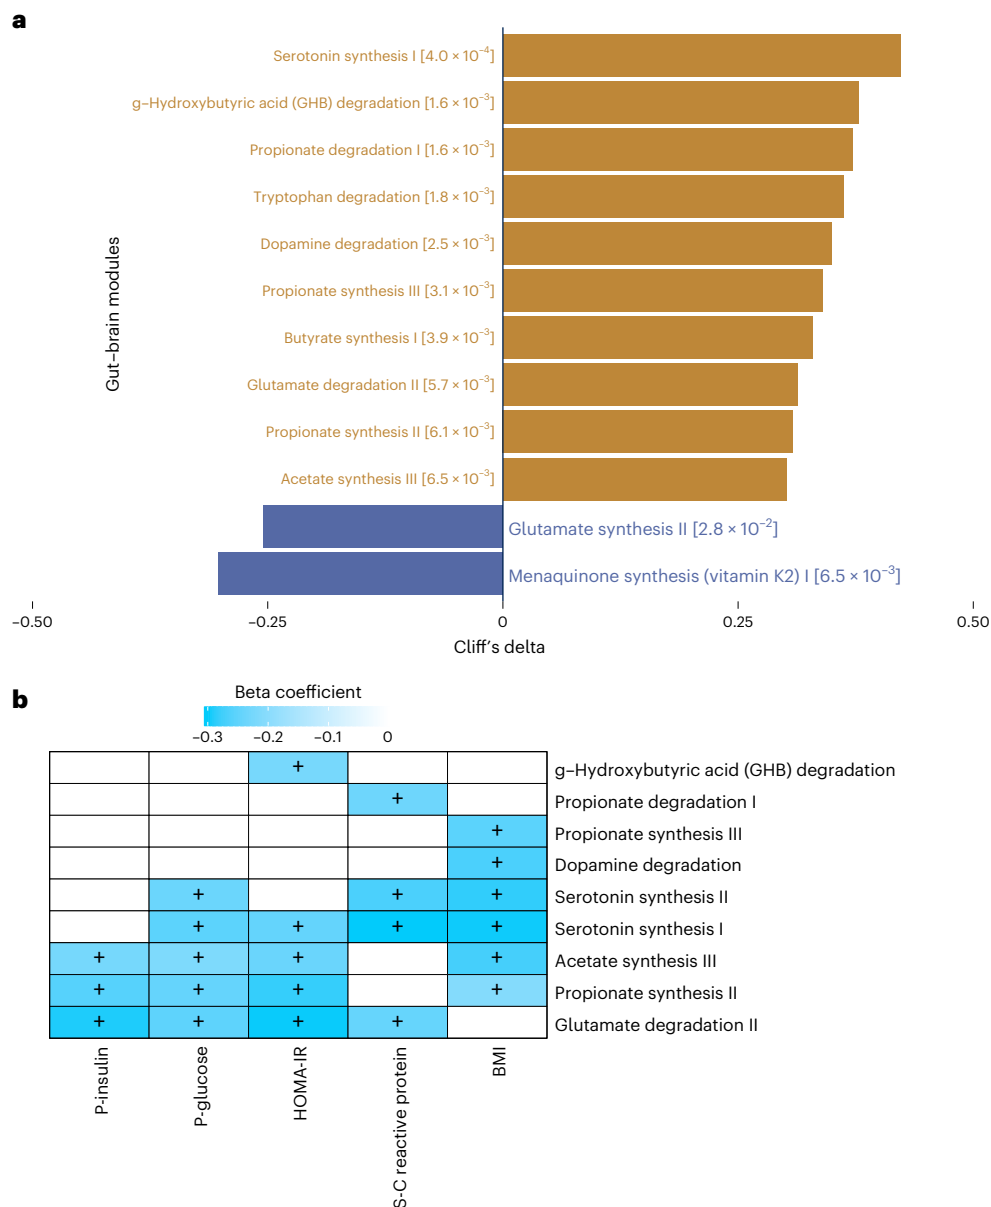 a
Serotonin synthesis I [4.0 × 10⁻⁴]
g–Hydroxybutyric acid (GHB) degradation [1.6 × 10⁻³]
Propionate degradation I [1.6 × 10⁻³]
Tryptophan degradation [1.8 × 10⁻³]
Dopamine degradation [2.5 × 10⁻³]
Propionate synthesis III [3.1 × 10⁻³]
Butyrate synthesis I [3.9 × 10⁻³]
Glutamate degradation II [5.7 × 10⁻³]
Propionate synthesis II [6.1 × 10⁻³]
Acetate synthesis III [6.5 × 10⁻³]
Glutamate synthesis II [2.8 × 10⁻²]
Menaquinone synthesis (vitamin K2) I [6.5 × 10⁻³]
Gut–brain modules
–0.50 –0.25 0 0.25 0.50
Cliff's delta
b
Beta coefficient
–0.3 –0.2 –0.1 0
+ g–Hydroxybutyric acid (GHB) degradation
+ Propionate degradation I
+ Propionate synthesis III
+ Dopamine degradation
+ + + Serotonin synthesis II
+ + + + Serotonin synthesis I
+ + + + Acetate synthesis III
+ + + + Propionate synthesis II
+ + + + Glutamate degradation II
P-insulin
P-glucose
HOMA-IR
S-C reactive protein
BMI